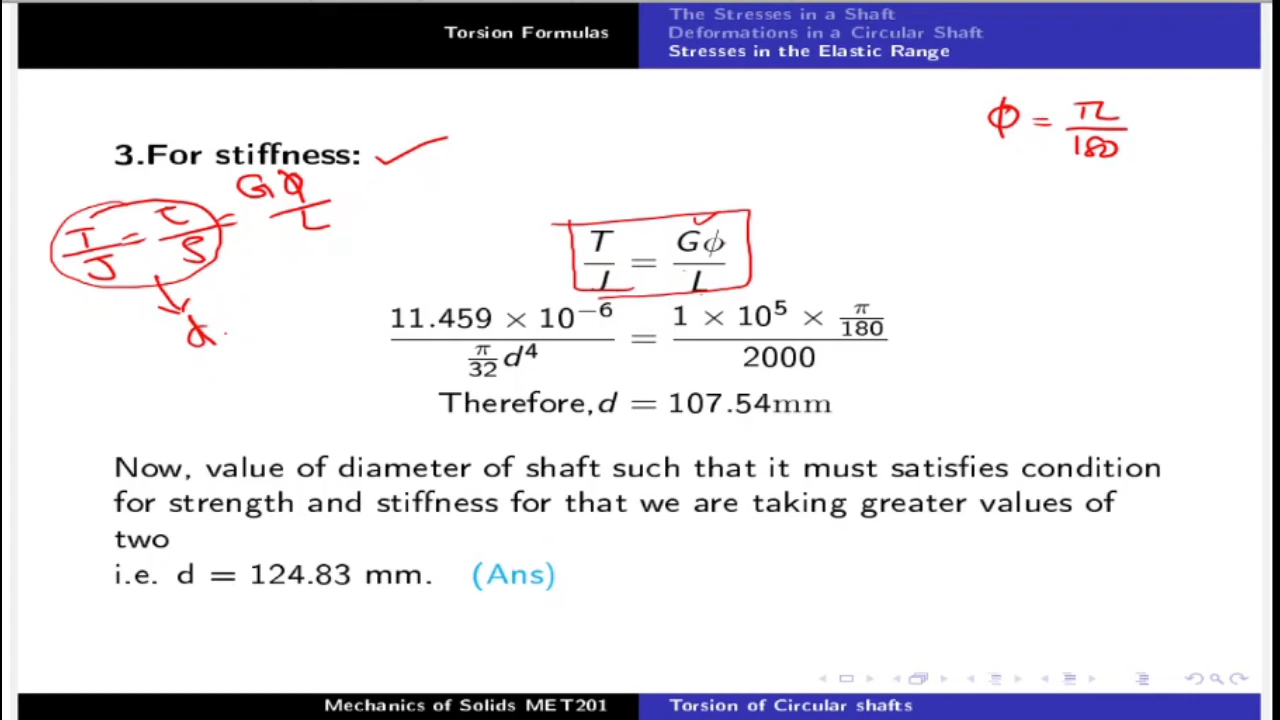 Torsion Formulas
The Stresses in a Shaft
Deformations in a Circular Shaft
Stresses in the Elastic Range
ϕ = π/180
3.For stiffness:
T/J = τ/ρ = Gϕ/L
d
T/J = Gϕ/L
11.459 × 10⁻⁶ / (π/32 d⁴) = 1 × 10⁵ × π/180 / 2000
Therefore,d = 107.54mm
Now, value of diameter of shaft such that it must satisfies condition
for strength and stiffness for that we are taking greater values of
two
i.e. d = 124.83 mm. (Ans)
Mechanics of Solids MET201
Torsion of Circular shafts